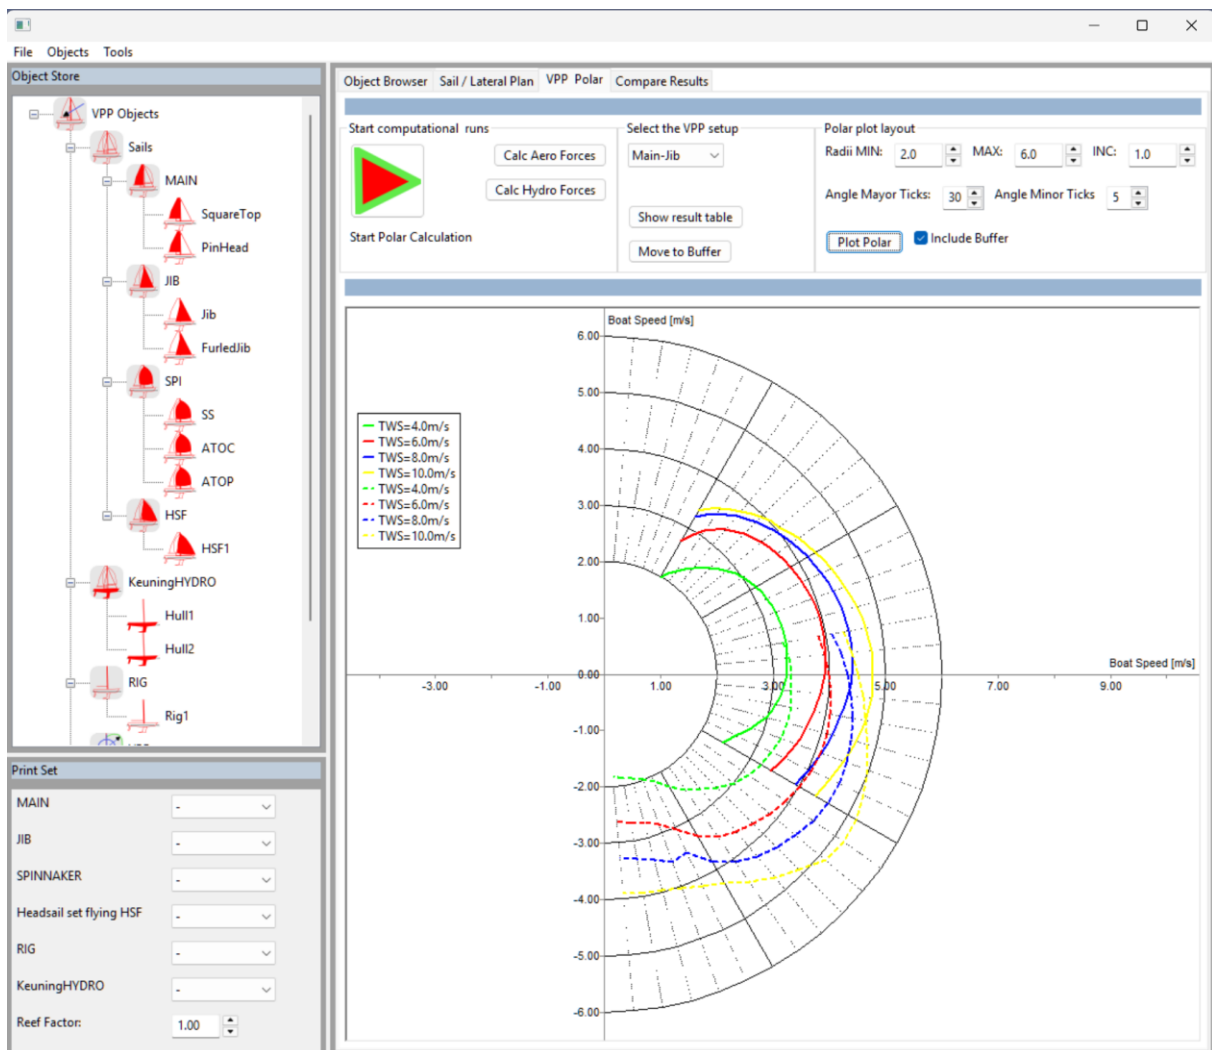 File Objects Tools
Object Store
VPP Objects
Sails
MAIN
SquareTop
PinHead
JIB
Jib
FurledJib
SPI
SS
ATOC
ATOP
HSF
HSF1
KeuningHYDRO
Hull1
Hull2
RIG
Rig1
Print Set
MAIN -
JIB -
SPINNAKER -
Headsail set flying HSF -
RIG -
KeuningHYDRO -
Reef Factor: 1.00
Object Browser Sail / Lateral Plan VPP Polar Compare Results
Start computational runs
Calc Aero Forces
Calc Hydro Forces
Start Polar Calculation
Select the VPP setup
Main-Jib
Show result table
Move to Buffer
Polar plot layout
Radii MIN: 2.0 MAX: 6.0 INC: 1.0
Angle Mayor Ticks: 30 Angle Minor Ticks 5
Plot Polar Include Buffer
Boat Speed [m/s]
6.00
5.00
4.00
3.00
2.00
1.00
0.00
-1.00
-2.00
-3.00
-4.00
-5.00
-6.00
TWS=4.0m/s
TWS=6.0m/s
TWS=8.0m/s
TWS=10.0m/s
TWS=4.0m/s
TWS=6.0m/s
TWS=8.0m/s
TWS=10.0m/s
Boat Speed [m/s]
-3.00 -1.00 1.00 3.00 5.00 7.00 9.00